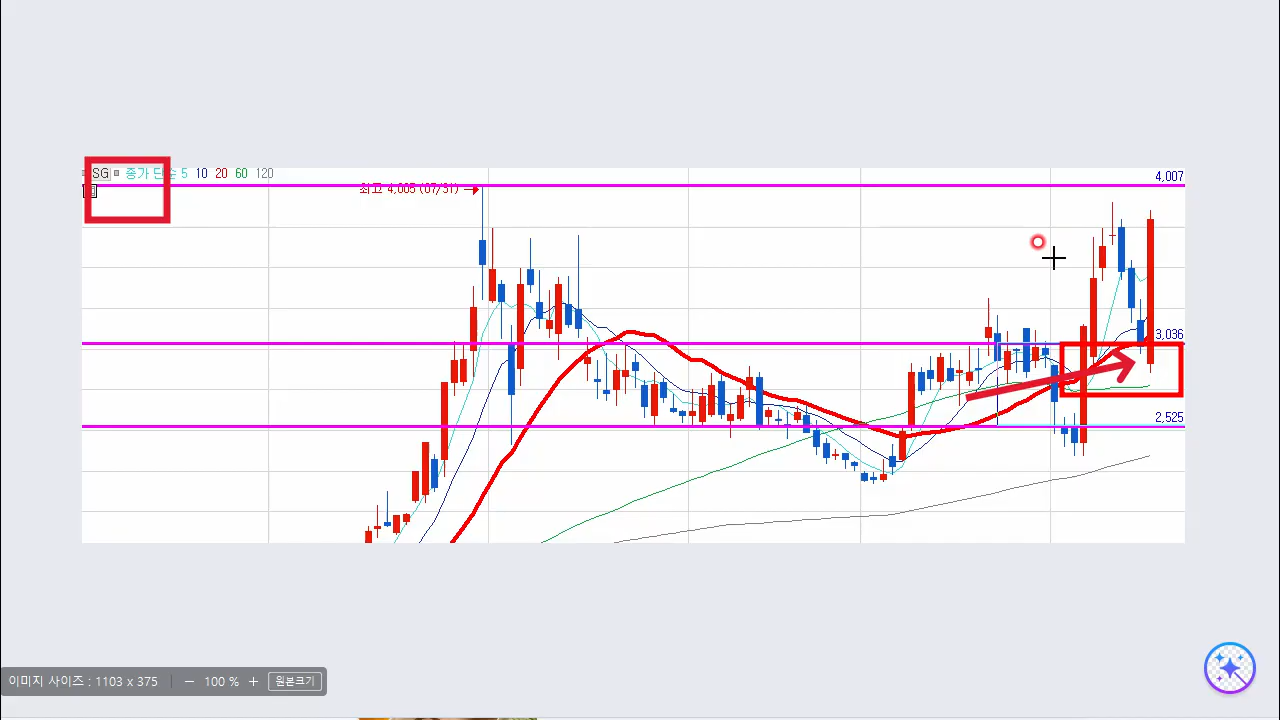 SG 종가 단순 5 10 20 60 120
4,007
최고 4,005 (07/31)
3,036
2,525
이미지 사이즈 : 1103 x 375 100 % 원본크기